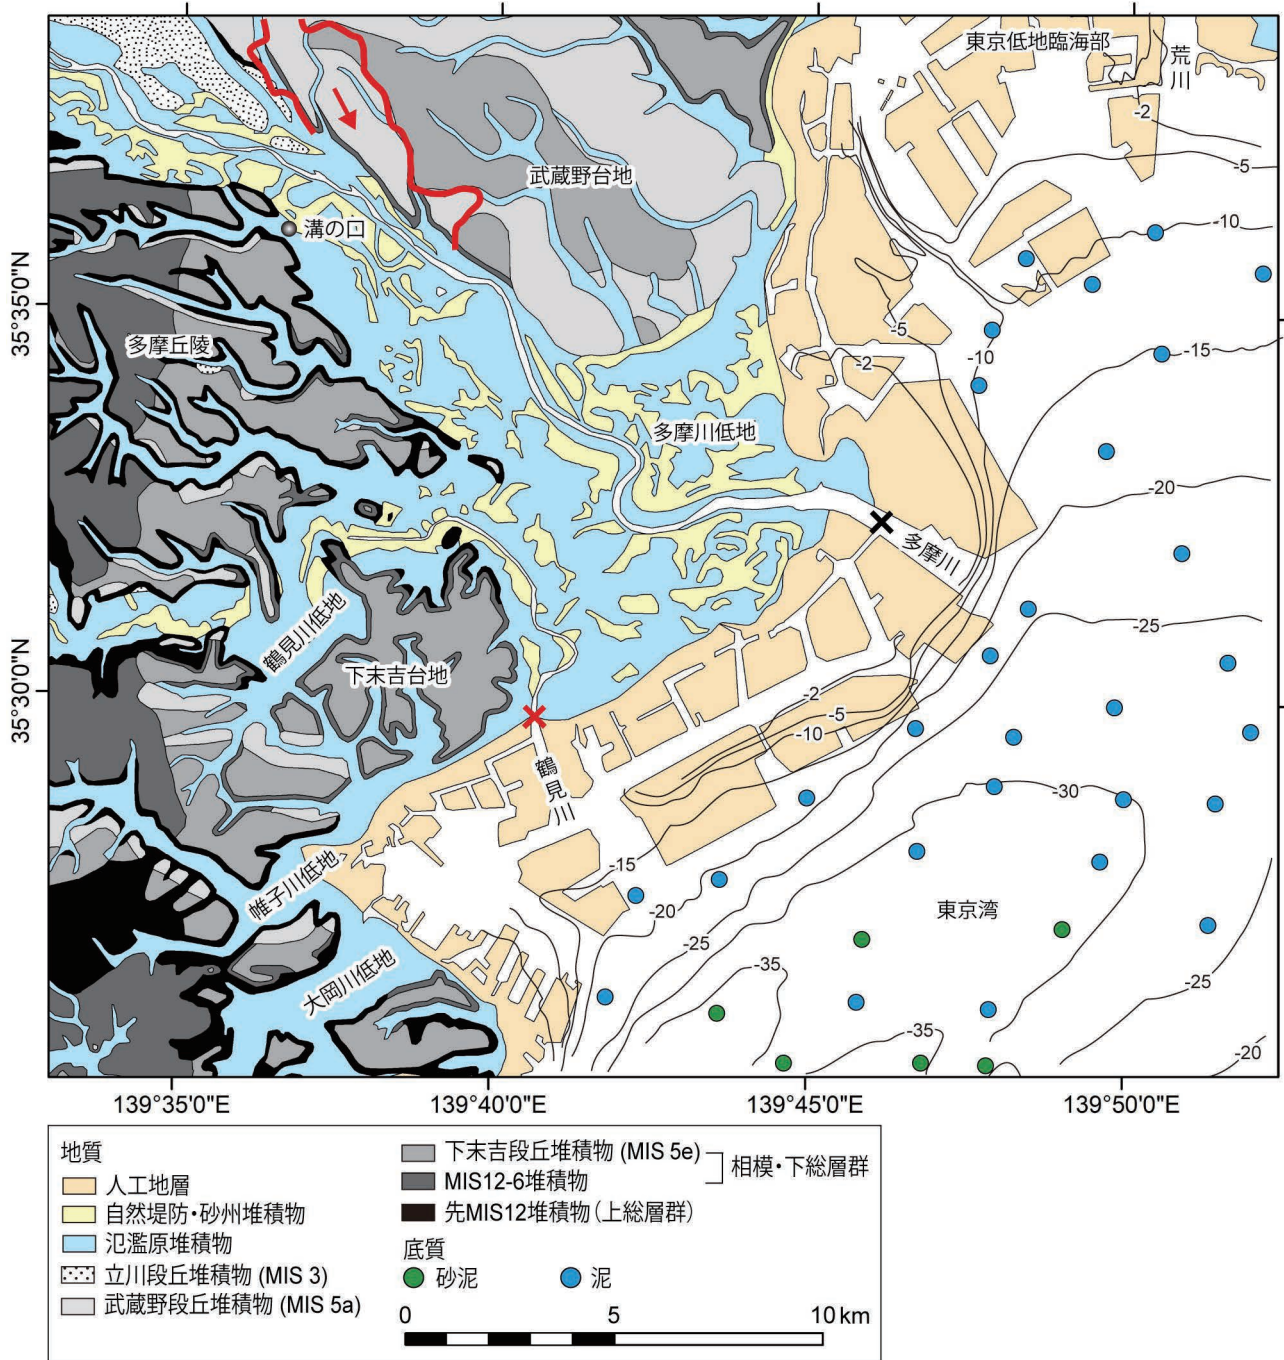 東京低地臨海部
荒川
-2
-5
-10
武蔵野台地
溝の口
35°35'0"N
-5
-10
-2
-15
多摩丘陵
多摩川低地
-20
多摩川
鶴見川低地
-25
下末吉台地
35°30'0"N
-2
-5
-10
鶴見川
-30
帷子川低地
-15
-20
東京湾
-25
大岡川低地
-35
-25
-35
-20
139°35'0"E
139°40'0"E
139°45'0"E
139°50'0"E
地質
人工地層
自然堤防・砂州堆積物
氾濫原堆積物
立川段丘堆積物 (MIS 3)
武蔵野段丘堆積物 (MIS 5a)
下末吉段丘堆積物 (MIS 5e)
MIS12-6堆積物
相模・下総層群
先MIS12堆積物（上総層群）
底質
砂泥
泥
0
5
10 km